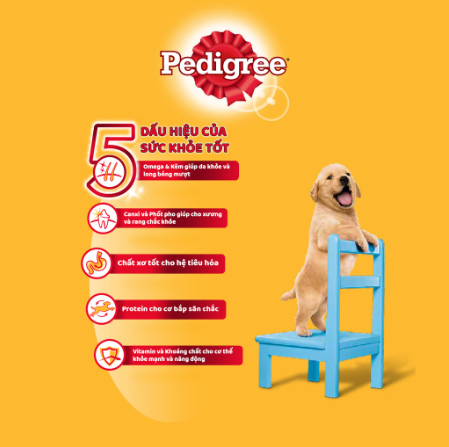 Pedigree
5 DẤU HIỆU CỦA
SỨC KHỎE TỐT
Omega & Kẽm giúp da khỏe và
lông bóng mượt
Canxi và Phốt pho giúp cho xương
và răng chắc khỏe
Chất xơ tốt cho hệ tiêu hóa
Protein cho cơ bắp săn chắc
Vitamin và Khoáng chất cho cơ thể
khỏe mạnh và năng động